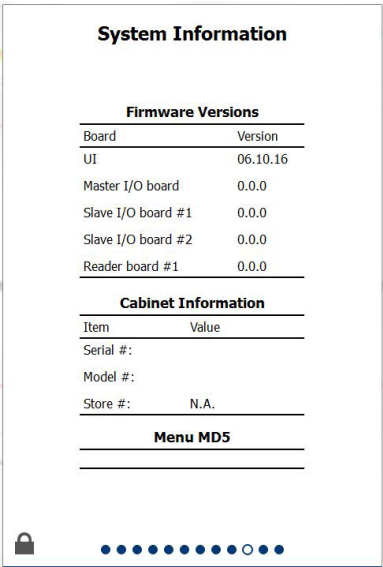 System Information
Firmware Versions
Board Version
UI 06.10.16
Master I/O board 0.0.0
Slave I/O board #1 0.0.0
Slave I/O board #2 0.0.0
Reader board #1 0.0.0
Cabinet Information
Item Value
Serial #:
Model #:
Store #: N.A.
Menu MD5